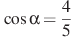 cos α = 4/5